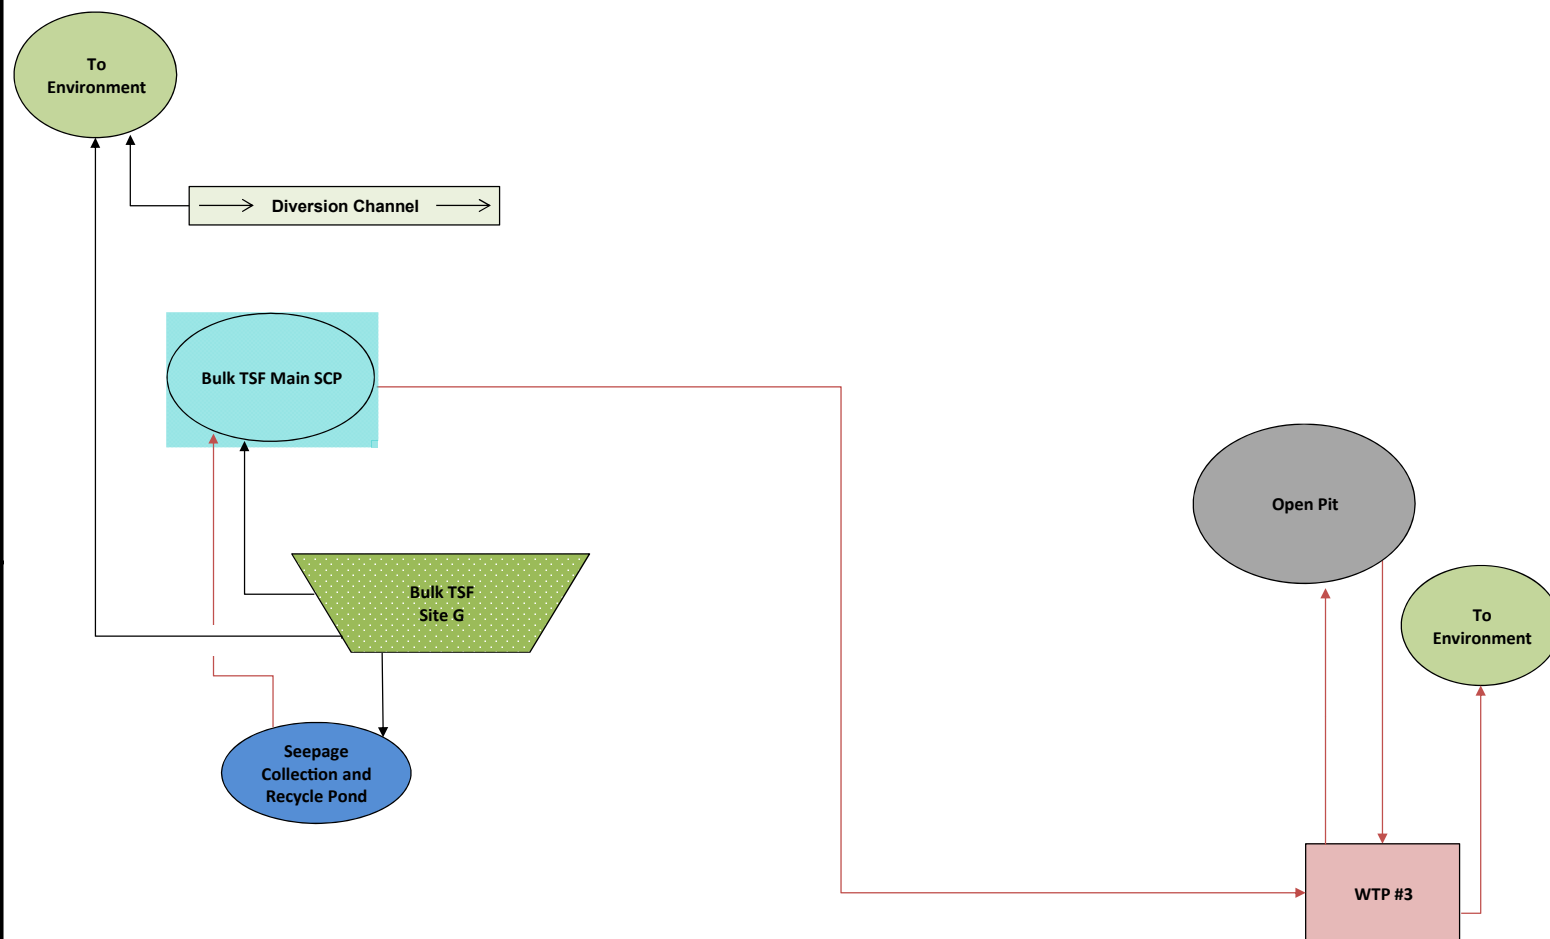 To
Environment
Diversion Channel
Bulk TSF Main SCP
Open Pit
Bulk TSF
Site G
To
Environment
Seepage
Collection and
Recycle Pond
WTP #3